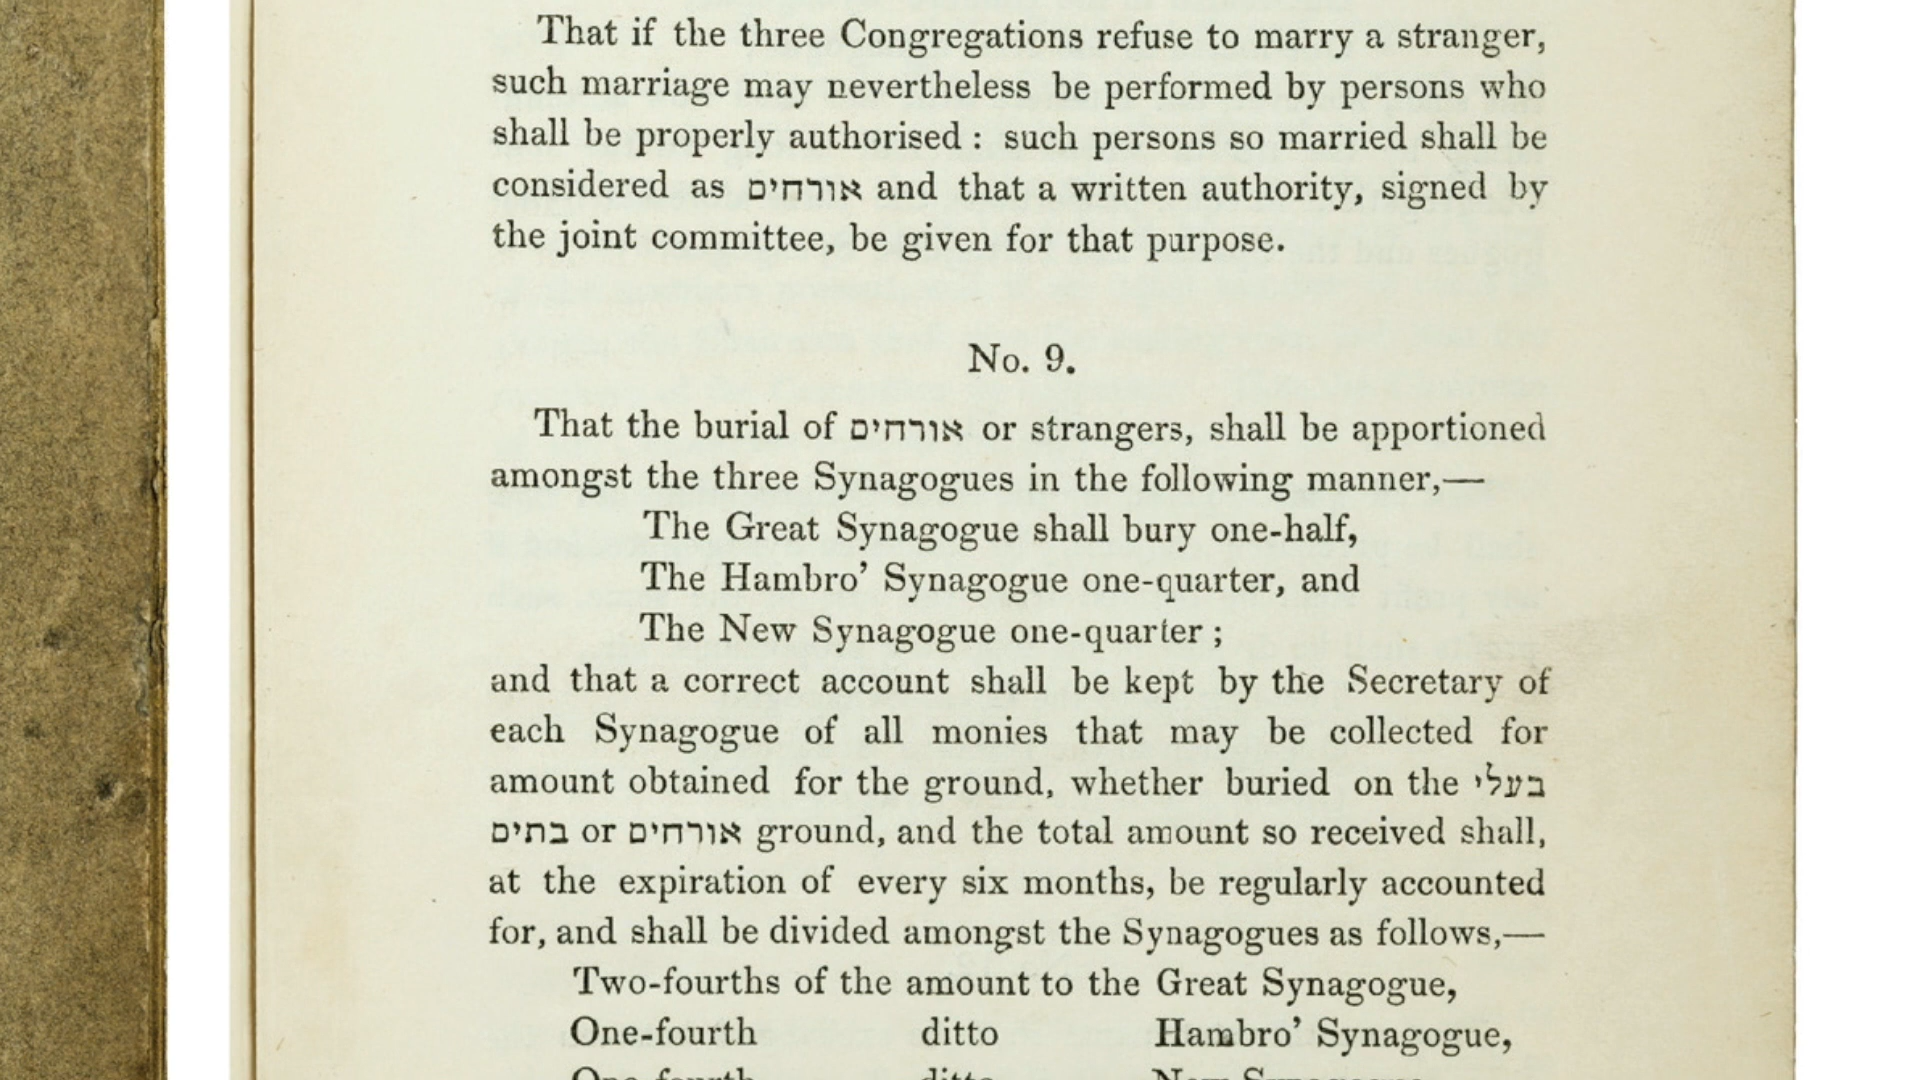 That if the three Congregations refuse to marry a stranger,
such marriage may nevertheless be performed by persons who
shall be properly authorised : such persons so married shall be
considered as אורחים and that a written authority, signed by
the joint committee, be given for that purpose.
No. 9.
That the burial of אורחים or strangers, shall be apportioned
amongst the three Synagogues in the following manner,—
The Great Synagogue shall bury one-half,
The Hambro’ Synagogue one-quarter, and
The New Synagogue one-quarter ;
and that a correct account shall be kept by the Secretary of
each Synagogue of all monies that may be collected for
amount obtained for the ground, whether buried on the בעלי
בתים or אורחים ground, and the total amount so received shall,
at the expiration of every six months, be regularly accounted
for, and shall be divided amongst the Synagogues as follows,—
Two-fourths of the amount to the Great Synagogue,
One-fourth ditto Hambro’ Synagogue,
One-fourth ditto New Synagogue